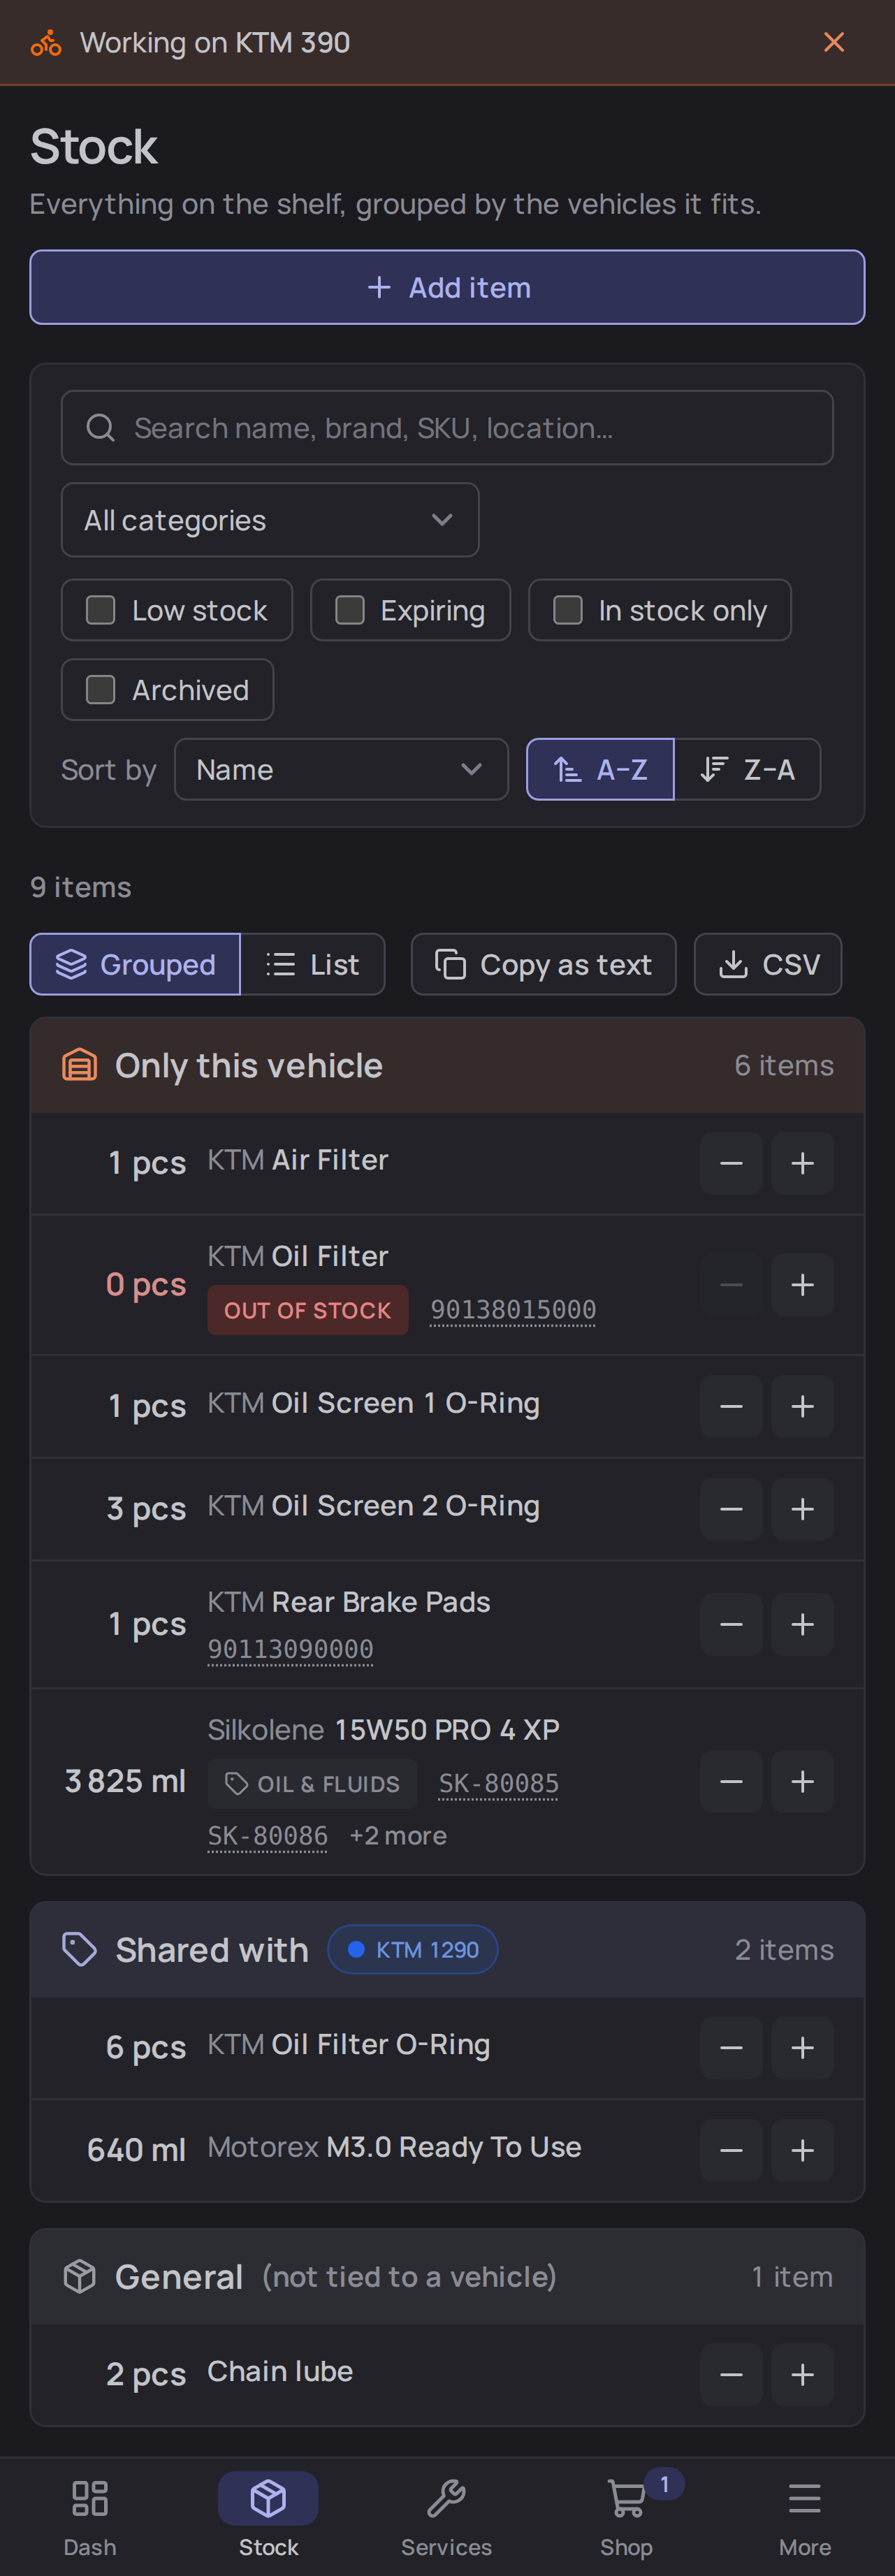 Working on KTM 390
Stock
Everything on the shelf, grouped by the vehicles it fits.
Add item
Search name, brand, SKU, location...
All categories
Low stock
Expiring
In stock only
Archived
Sort by
Name
A–Z
Z–A
9 items
Grouped
List
Copy as text
CSV
Only this vehicle
6 items
1 pcs
KTM Air Filter
0 pcs
KTM Oil Filter
OUT OF STOCK
90138015000
1 pcs
KTM Oil Screen 1 O-Ring
3 pcs
KTM Oil Screen 2 O-Ring
1 pcs
KTM Rear Brake Pads
90113090000
3 825 ml
Silkolene 15W50 PRO 4 XP
OIL & FLUIDS
SK-80085
SK-80086
+2 more
Shared with
KTM 1290
2 items
6 pcs
KTM Oil Filter O-Ring
640 ml
Motorex M3.0 Ready To Use
General (not tied to a vehicle)
1 item
2 pcs
Chain lube
1
Dash
Stock
Services
Shop
More